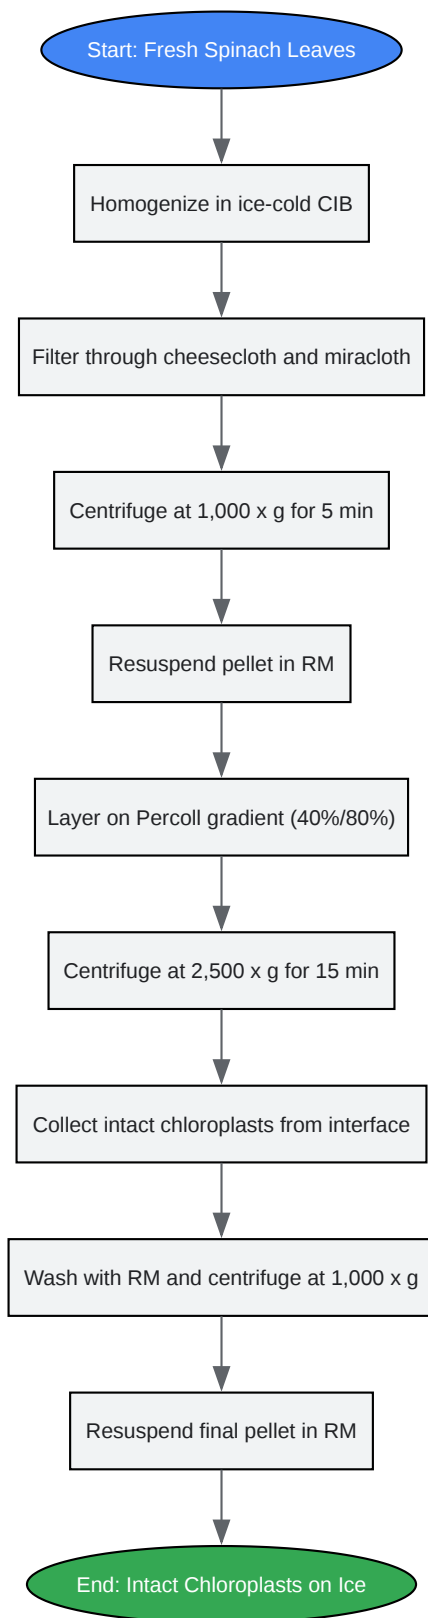 Start: Fresh Spinach Leaves
Homogenize in ice-cold CIB
Filter through cheesecloth and miracloth
Centrifuge at 1,000 x g for 5 min
Resuspend pellet in RM
Layer on Percoll gradient (40%/80%)
Centrifuge at 2,500 x g for 15 min
Collect intact chloroplasts from interface
Wash with RM and centrifuge at 1,000 x g
Resuspend final pellet in RM
End: Intact Chloroplasts on Ice